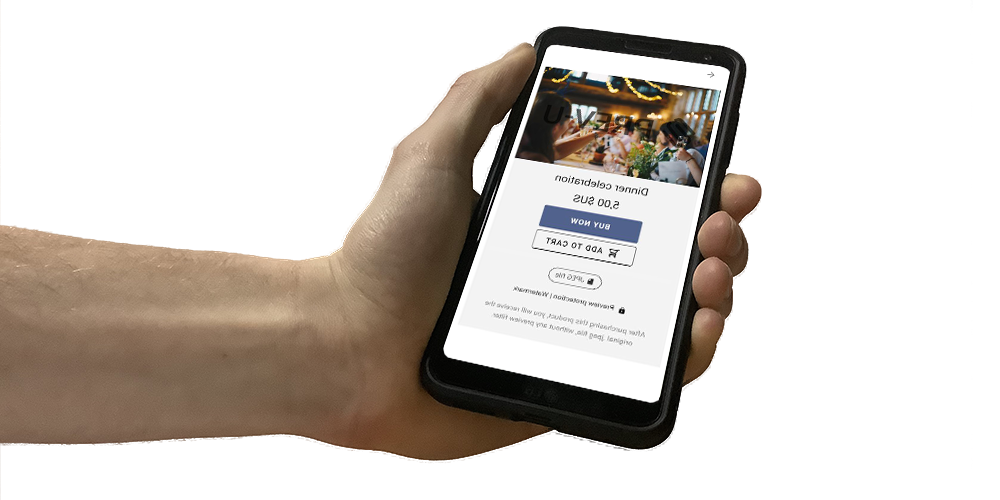 PREV-U
Dinner celebration
5,00 $US
BUY NOW
ADD TO CART
JPEG file
Preview protection | Watermark
After purchasing this product, you will receive the
original .jpeg file, without any preview filter.